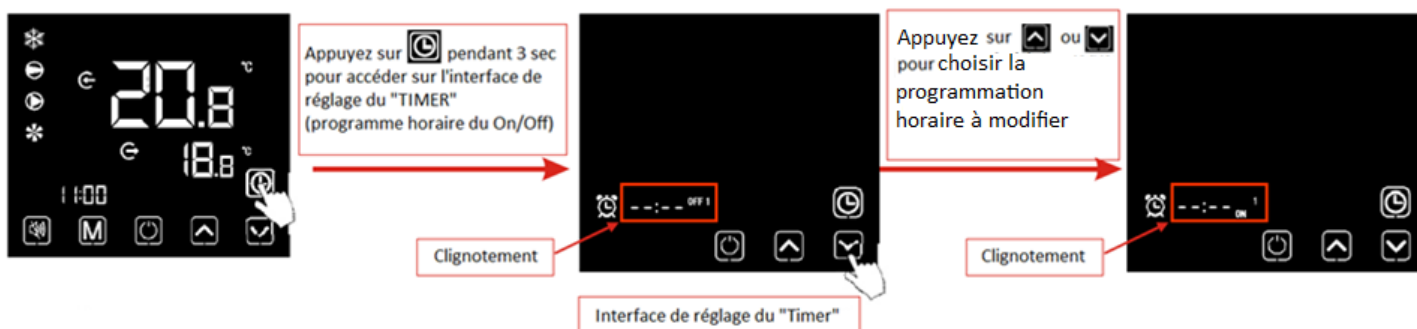 20.8 °C
18.8 °C
11:00
M
Appuyez sur pendant 3 sec
pour accéder sur l'interface de
réglage du "TIMER"
(programme horaire du On/Off)
--:-- OFF 1
Clignotement
Interface de réglage du "Timer"
Appuyez sur ou
pour choisir la
programmation
horaire à modifier
--:-- ON 1
Clignotement